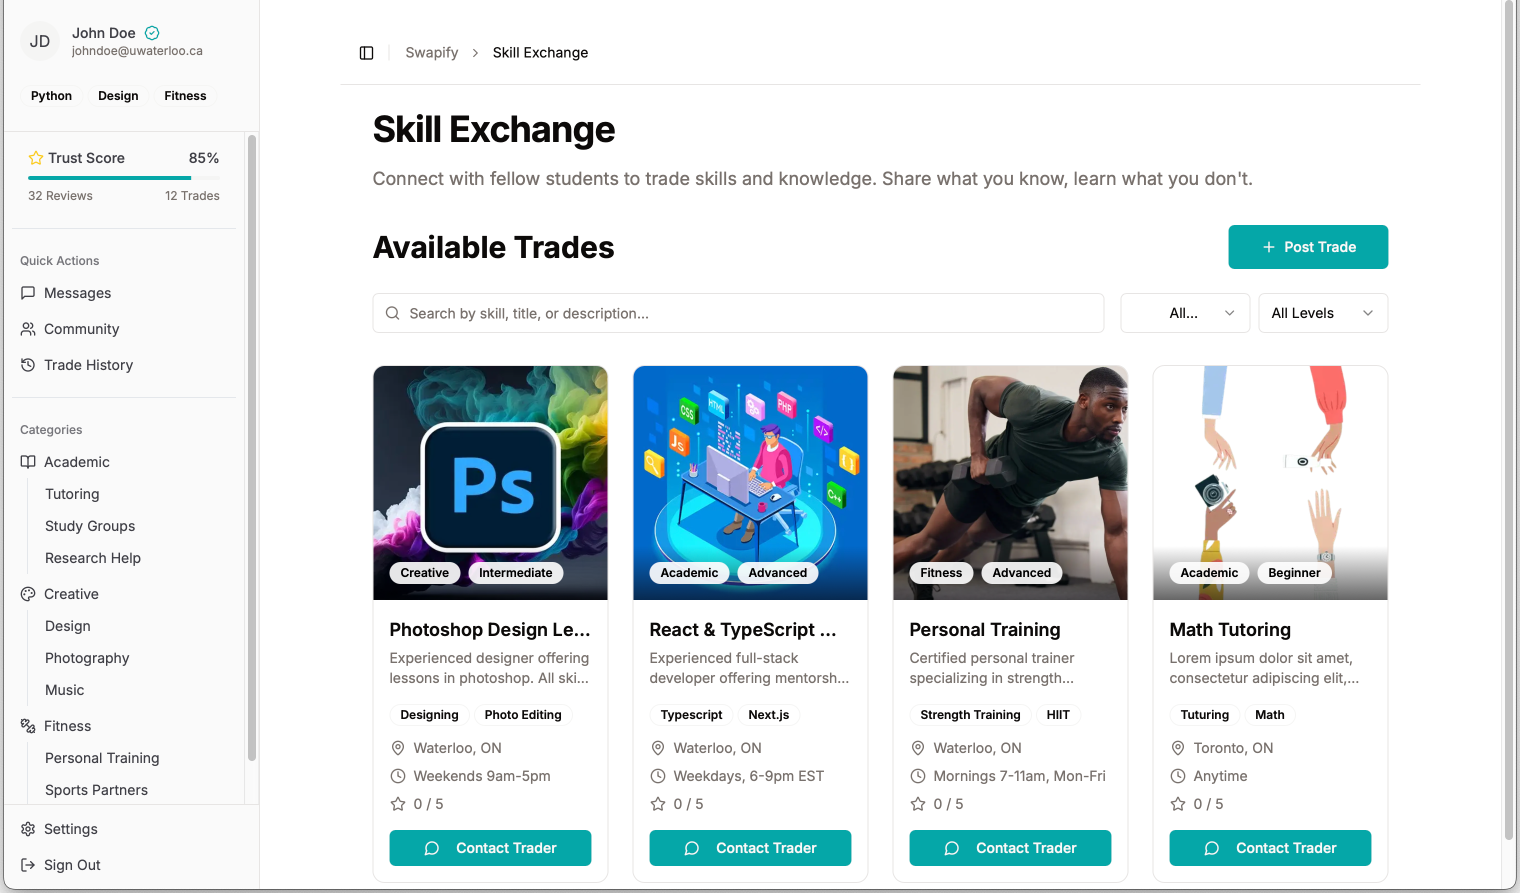 JD
John Doe
johndoe@uwaterloo.ca
Python Design Fitness
Trust Score 85%
32 Reviews 12 Trades
Quick Actions
Messages
Community
Trade History
Categories
Academic
Tutoring
Study Groups
Research Help
Creative
Design
Photography
Music
Fitness
Personal Training
Sports Partners
Settings
Sign Out
Swapify > Skill Exchange
Skill Exchange
Connect with fellow students to trade skills and knowledge. Share what you know, learn what you don't.
Available Trades
+ Post Trade
Search by skill, title, or description...
All...
All Levels
Ps
Creative Intermediate
Photoshop Design Le...
Experienced designer offering
lessons in photoshop. All ski...
Designing Photo Editing
Waterloo, ON
Weekends 9am-5pm
0 / 5
Contact Trader
CSS
HTML
PHP
JS
</>
{ }
C++
Academic Advanced
React & TypeScript ...
Experienced full-stack
developer offering mentorsh...
Typescript Next.js
Waterloo, ON
Weekdays, 6-9pm EST
0 / 5
Contact Trader
Fitness Advanced
Personal Training
Certified personal trainer
specializing in strength...
Strength Training HIIT
Waterloo, ON
Mornings 7-11am, Mon-Fri
0 / 5
Contact Trader
Academic Beginner
Math Tutoring
Lorem ipsum dolor sit amet,
consectetur adipiscing elit,...
Tuturing Math
Toronto, ON
Anytime
0 / 5
Contact Trader